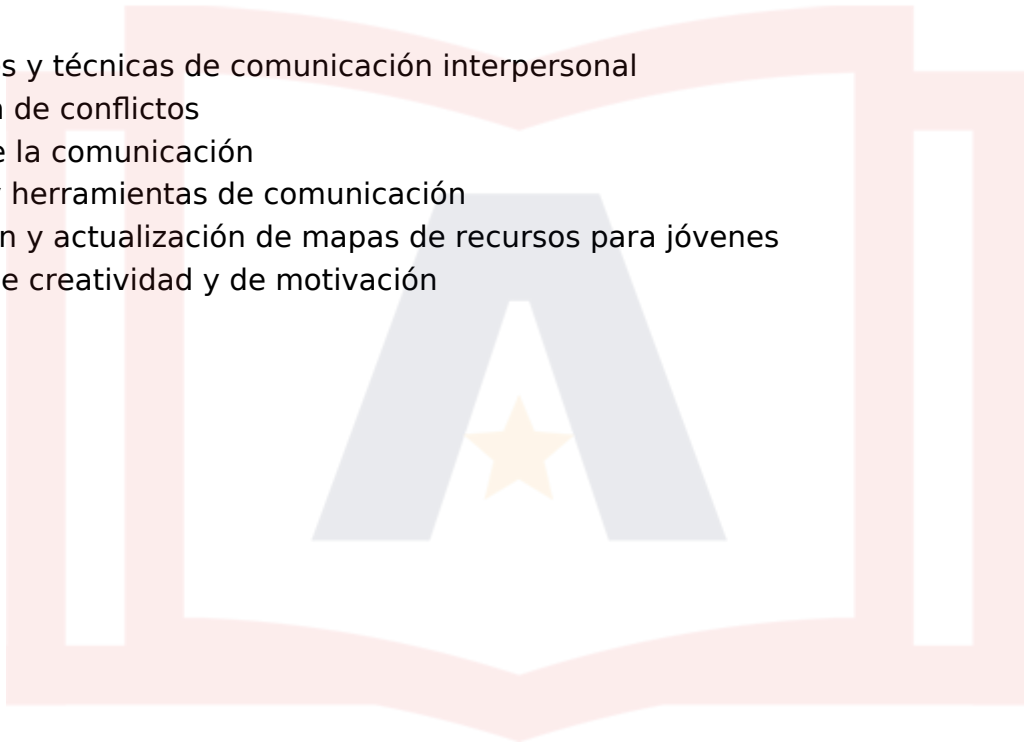 y técnicas de comunicación interpersonal
de conflictos
la comunicación
herramientas de comunicación
y actualización de mapas de recursos para jóvenes
creatividad y de motivación